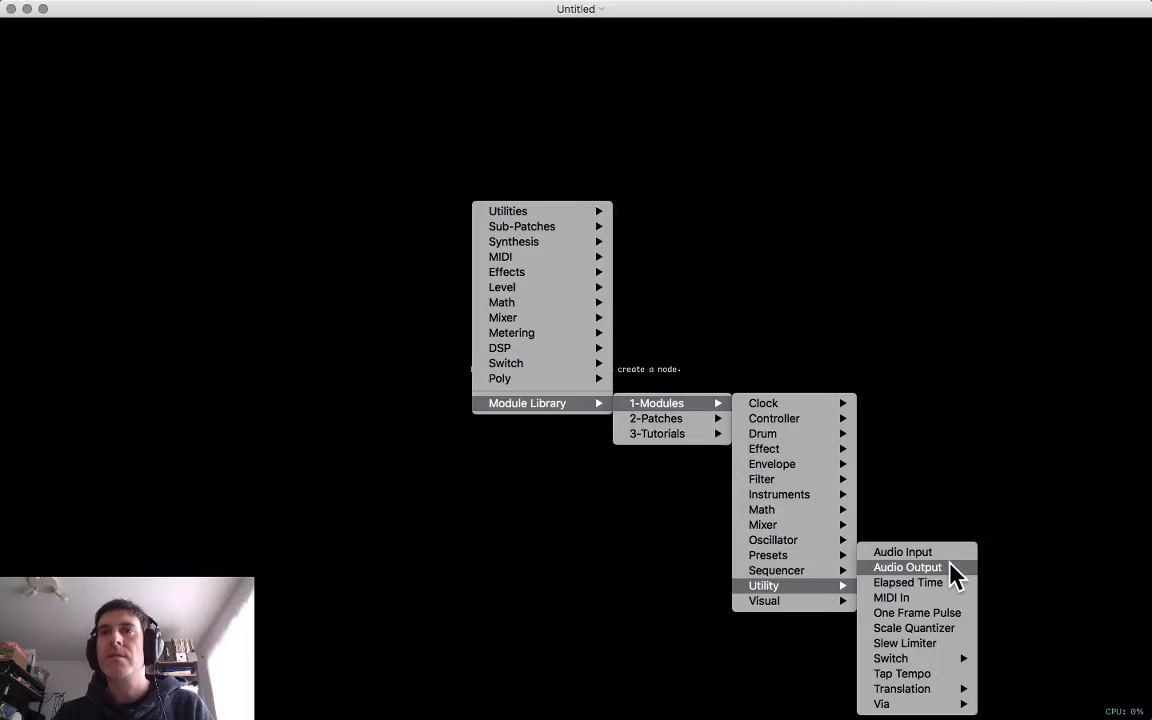 Untitled
Utilities
Sub-Patches
Synthesis
MIDI
Effects
Level
Math
Mixer
Metering
DSP
Switch
Poly
create a node.
Module Library
1-Modules
2-Patches
3-Tutorials
Clock
Controller
Drum
Effect
Envelope
Filter
Instruments
Math
Mixer
Oscillator
Presets
Sequencer
Utility
Visual
Audio Input
Audio Output
Elapsed Time
MIDI In
One Frame Pulse
Scale Quantizer
Slew Limiter
Switch
Tap Tempo
Translation
Via
CPU: 0%